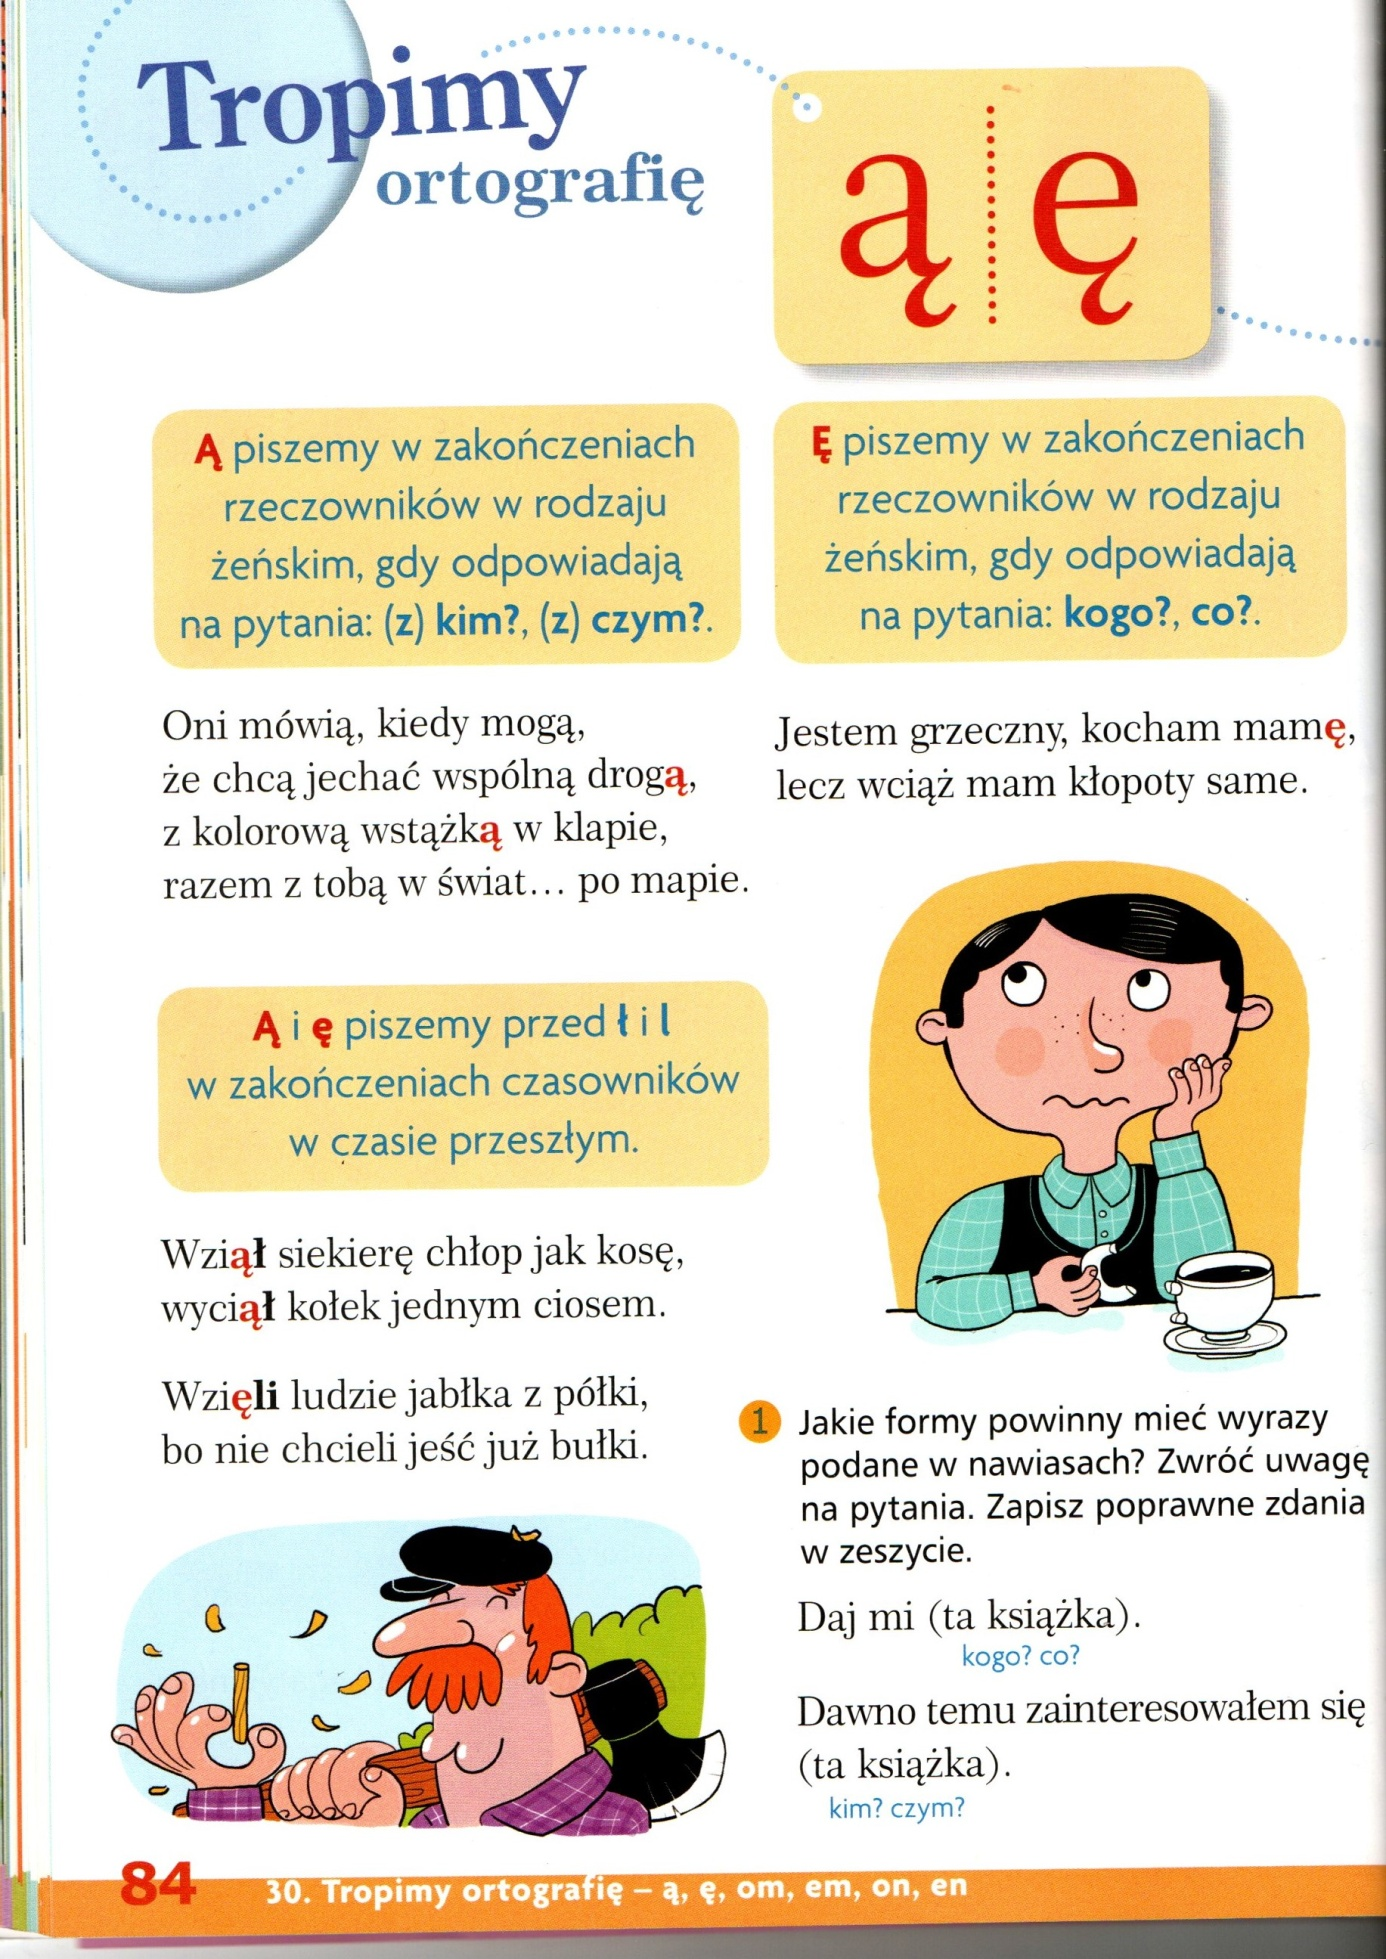 Tropimy
ortografię
ą ę
Ą piszemy w zakończeniach
rzeczowników w rodzaju
żeńskim, gdy odpowiadają
na pytania: (z) kim?, (z) czym?.
Oni mówią, kiedy mogą,
że chcą jechać wspólną drogą,
z kolorową wstążką w klapie,
razem z tobą w świat... po mapie.
Ę piszemy w zakończeniach
rzeczowników w rodzaju
żeńskim, gdy odpowiadają
na pytania: kogo?, co?.
Jestem grzeczny, kocham mamę,
lecz wciąż mam kłopoty same.
Ą i ę piszemy przed ł i l
w zakończeniach czasowników
w czasie przeszłym.
Wziął siekierę chłop jak kosę,
wyciął kołek jednym ciosem.
Wzięli ludzie jabłka z półki,
bo nie chcieli jeść już bułki.
1 Jakie formy powinny mieć wyrazy
podane w nawiasach? Zwróć uwagę
na pytania. Zapisz poprawne zdania
w zeszycie.
Daj mi (ta książka).
kogo? co?
Dawno temu zainteresowałem się
(ta książka).
kim? czym?
84 30. Tropimy ortografię – ą, ę, om, em, on, en